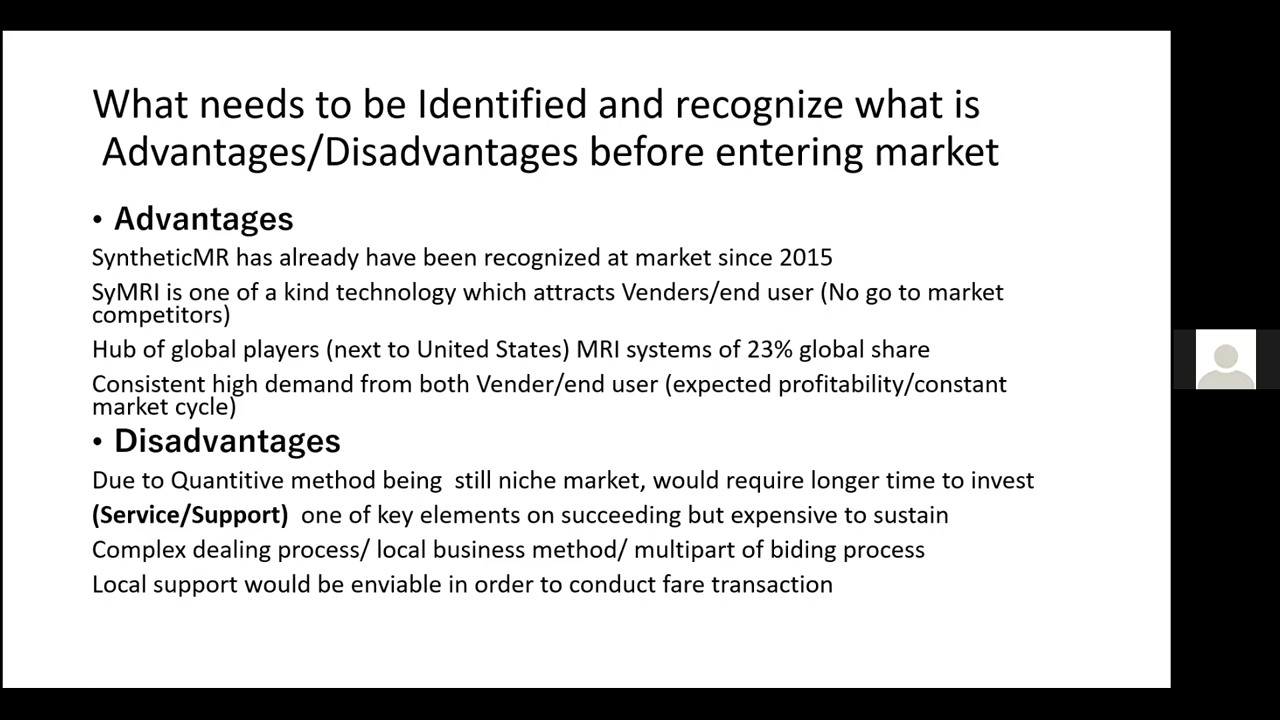 What needs to be Identified and recognize what is
Advantages/Disadvantages before entering market
• Advantages
SyntheticMR has already have been recognized at market since 2015
SyMRI is one of a kind technology which attracts Venders/end user (No go to market
competitors)
Hub of global players (next to United States) MRI systems of 23% global share
Consistent high demand from both Vender/end user (expected profitability/constant
market cycle)
• Disadvantages
Due to Quantitive method being  still niche market, would require longer time to invest
(Service/Support)  one of key elements on succeeding but expensive to sustain
Complex dealing process/ local business method/ multipart of biding process
Local support would be enviable in order to conduct fare transaction